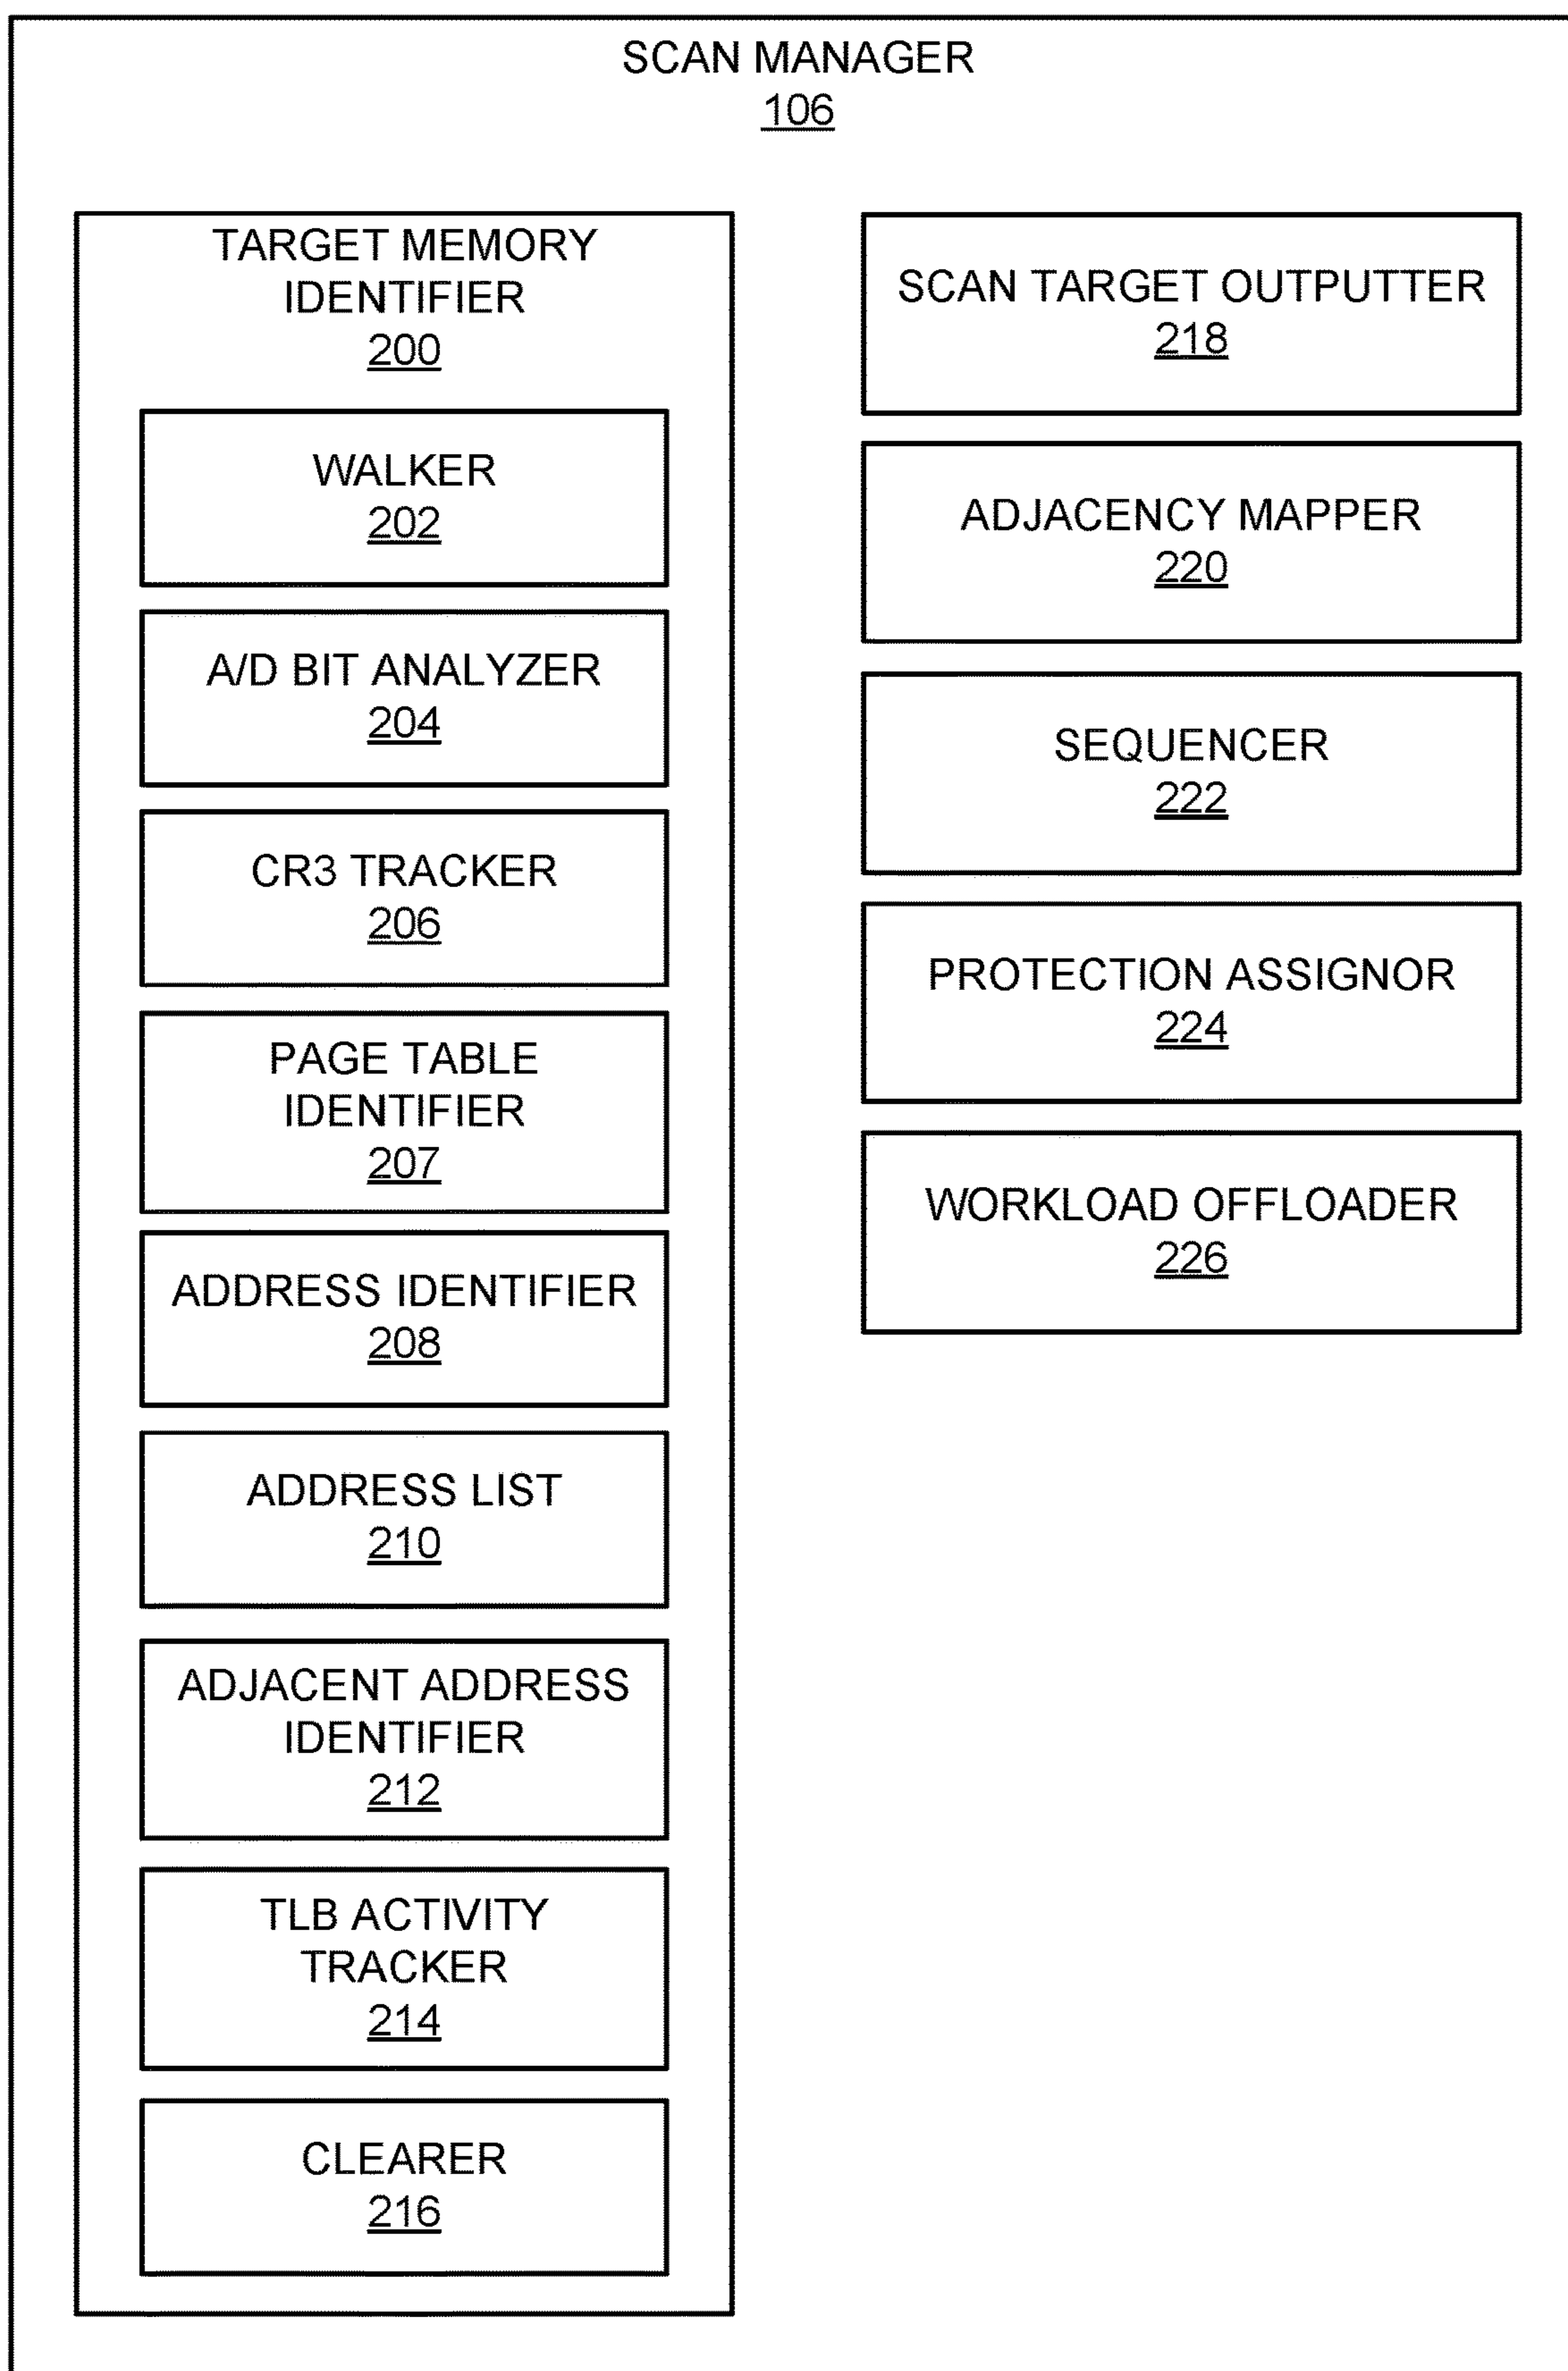 SCAN MANAGER
106
TARGET MEMORY
IDENTIFIER
200
WALKER
202
A/D BIT ANALYZER
204
CR3 TRACKER
206
PAGE TABLE
IDENTIFIER
207
ADDRESS IDENTIFIER
208
ADDRESS LIST
210
ADJACENT ADDRESS
IDENTIFIER
212
TLB ACTIVITY
TRACKER
214
CLEARER
216
SCAN TARGET OUTPUTTER
218
ADJACENCY MAPPER
220
SEQUENCER
222
PROTECTION ASSIGNOR
224
WORKLOAD OFFLOADER
226